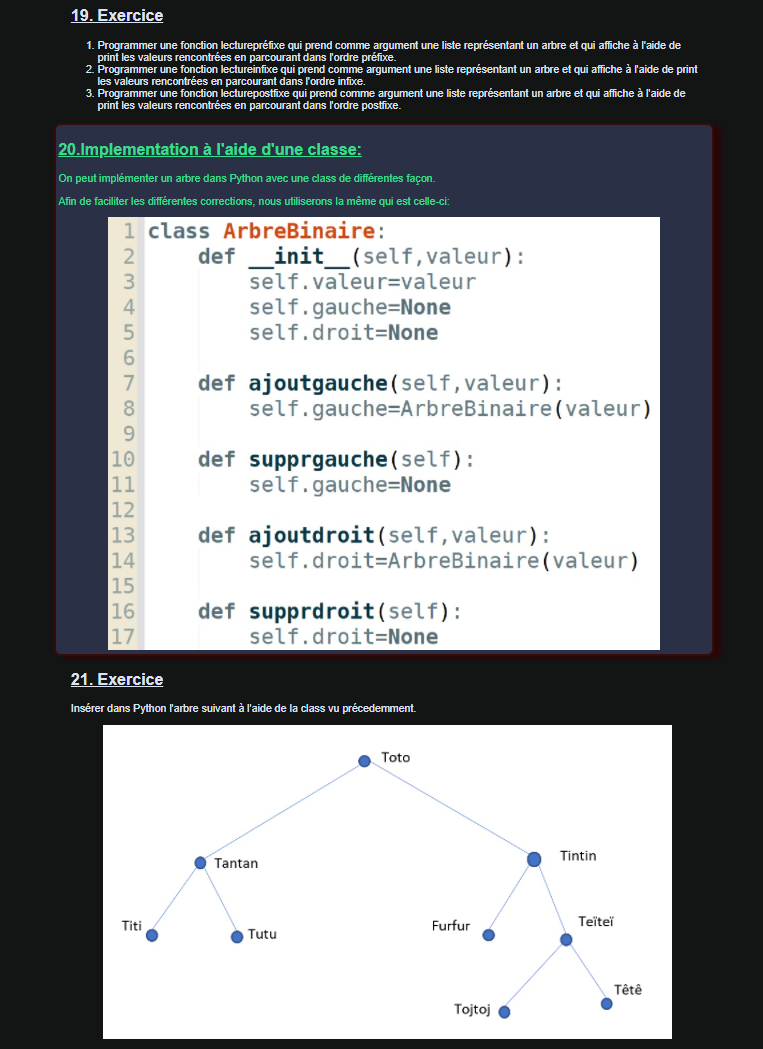 19. Exercice
1. Programmer une fonction lecturepréfixe qui prend comme argument une liste représentant un arbre et qui affiche à l'aide de
print les valeurs rencontrées en parcourant dans l'ordre préfixe.
2. Programmer une fonction lectureinfixe qui prend comme argument une liste représentant un arbre et qui affiche à l'aide de print
les valeurs rencontrées en parcourant dans l'ordre infixe.
3. Programmer une fonction lecturepostfixe qui prend comme argument une liste représentant un arbre et qui affiche à l'aide de
print les valeurs rencontrées en parcourant dans l'ordre postfixe.
20.Implementation à l'aide d'une classe:
On peut implémenter un arbre dans Python avec une class de différentes façon.
Afin de faciliter les différentes corrections, nous utiliserons la même qui est celle-ci:
1 class ArbreBinaire:
2     def __init__(self,valeur):
3         self.valeur=valeur
4         self.gauche=None
5         self.droit=None
6
7     def ajoutgauche(self,valeur):
8         self.gauche=ArbreBinaire(valeur)
9
10     def supprgauche(self):
11         self.gauche=None
12
13     def ajoutdroit(self,valeur):
14         self.droit=ArbreBinaire(valeur)
15
16     def supprdroit(self):
17         self.droit=None
21. Exercice
Insérer dans Python l'arbre suivant à l'aide de la class vu précedemment.
Toto
Tantan
Tintin
Titi
Tutu
Furfur
Teïteï
Tojtoj
Têtê